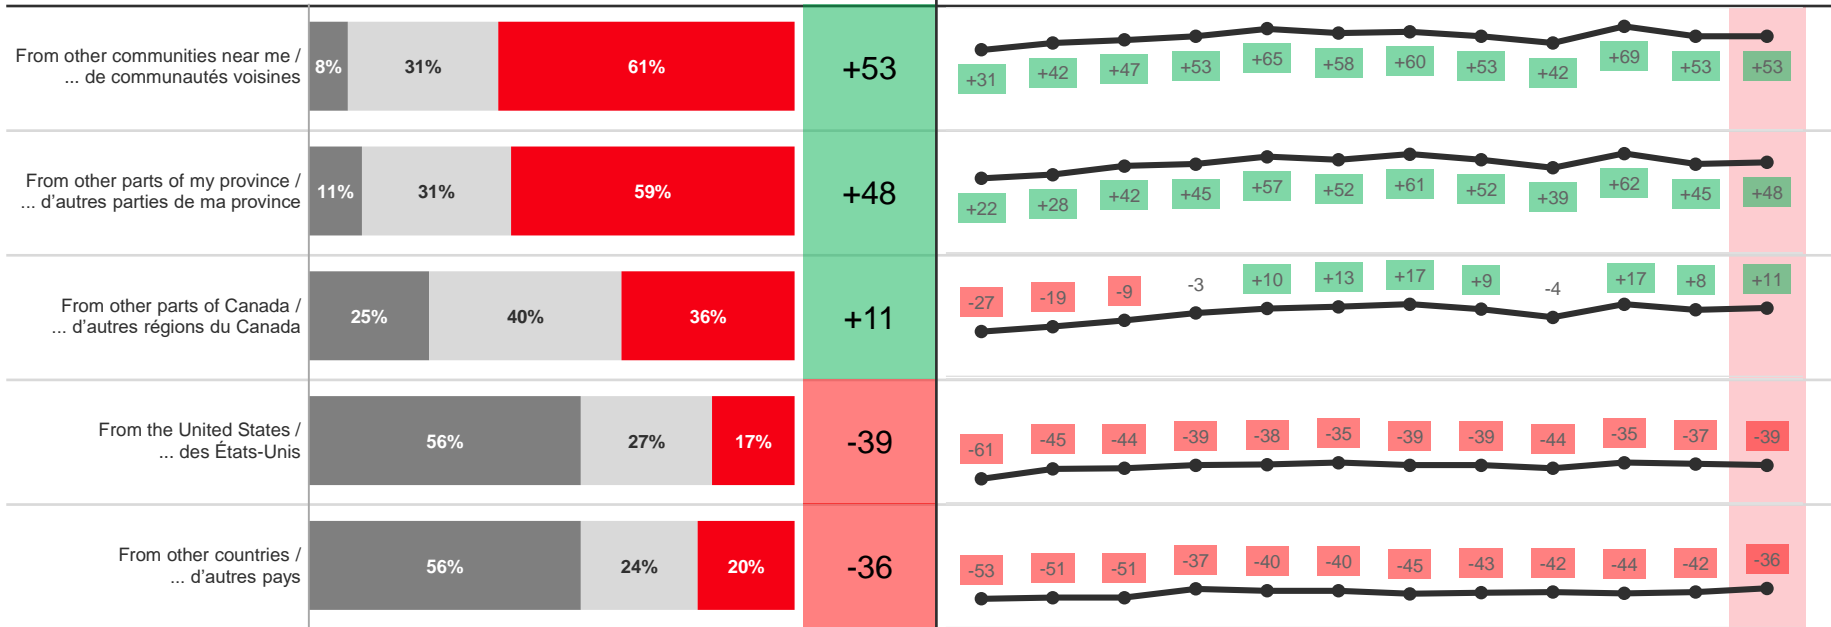 From other communities near me /
... de communautés voisines
8% 31% 61% +53
+31 +42 +47 +53 +65 +58 +60 +53 +42 +69 +53 +53
From other parts of my province /
... d'autres parties de ma province
11% 31% 59% +48
+22 +28 +42 +45 +57 +52 +61 +52 +39 +62 +45 +48
From other parts of Canada /
... d'autres régions du Canada
25% 40% 36% +11
-27 -19 -9 -3 +10 +13 +17 +9 -4 +17 +8 +11
From the United States /
... des États-Unis
56% 27% 17% -39
-61 -45 -44 -39 -38 -35 -39 -39 -44 -35 -37 -39
From other countries /
... d'autres pays
56% 24% 20% -36
-53 -51 -51 -37 -40 -40 -45 -43 -42 -44 -42 -36